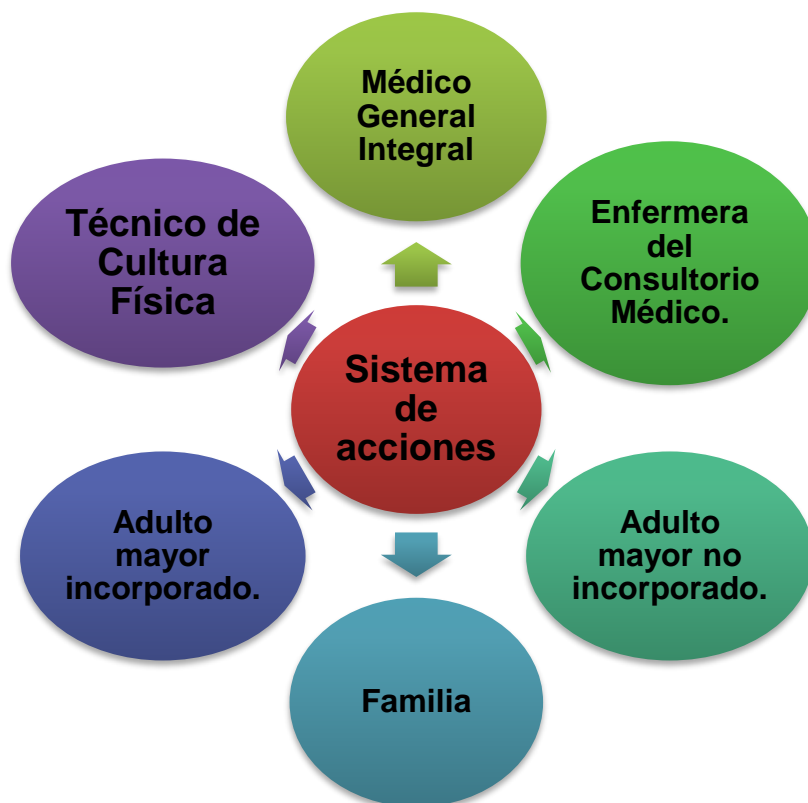 Médico
General
Integral
Técnico de
Cultura
Física
Enfermera
del
Consultorio
Médico.
Sistema
de
acciones
Adulto
mayor
incorporado.
Adulto
mayor no
incorporado.
Familia